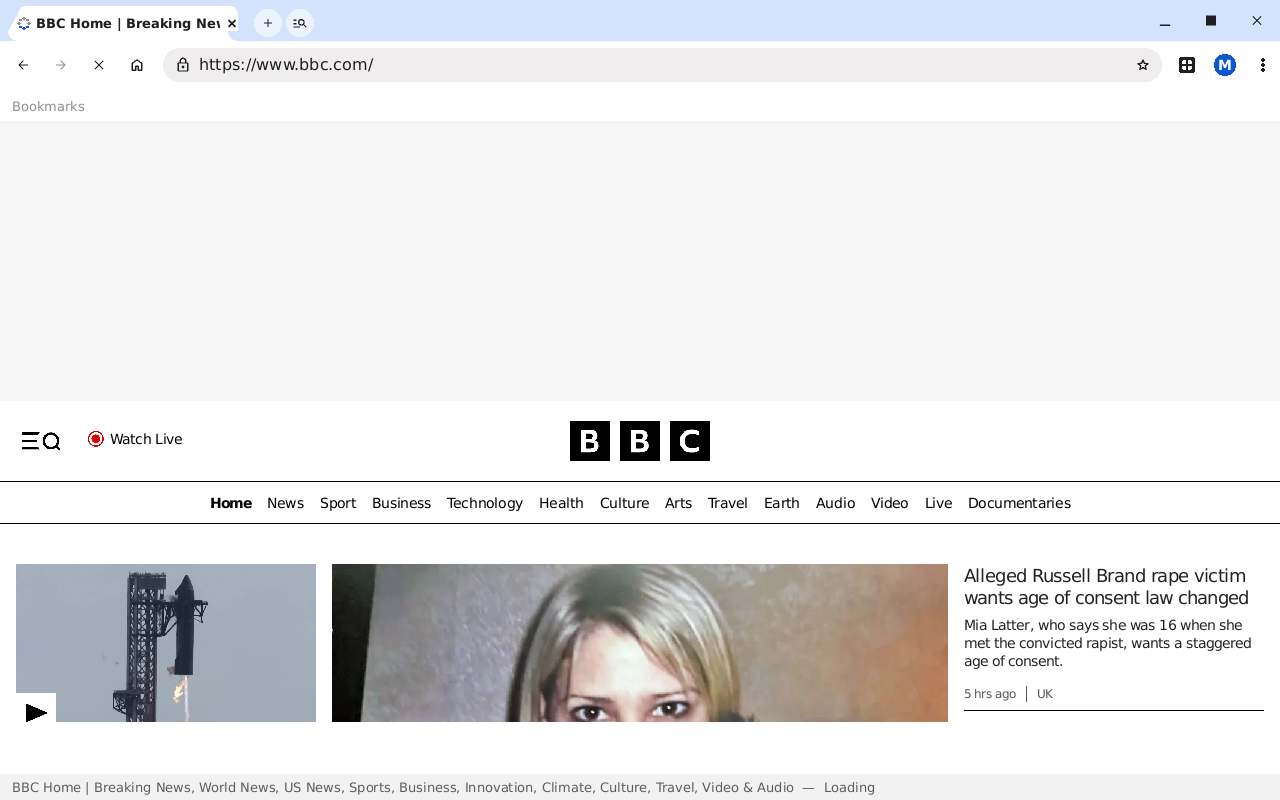 BBC Home | Breaking Nev
https://www.bbc.com/
M
Bookmarks
Watch Live
BBC
Home News Sport Business Technology Health Culture Arts Travel Earth Audio Video Live Documentaries
Alleged Russell Brand rape victim
wants age of consent law changed
Mia Latter, who says she was 16 when she
met the convicted rapist, wants a staggered
age of consent.
5 hrs ago | UK
BBC Home | Breaking News, World News, US News, Sports, Business, Innovation, Climate, Culture, Travel, Video & Audio — Loading